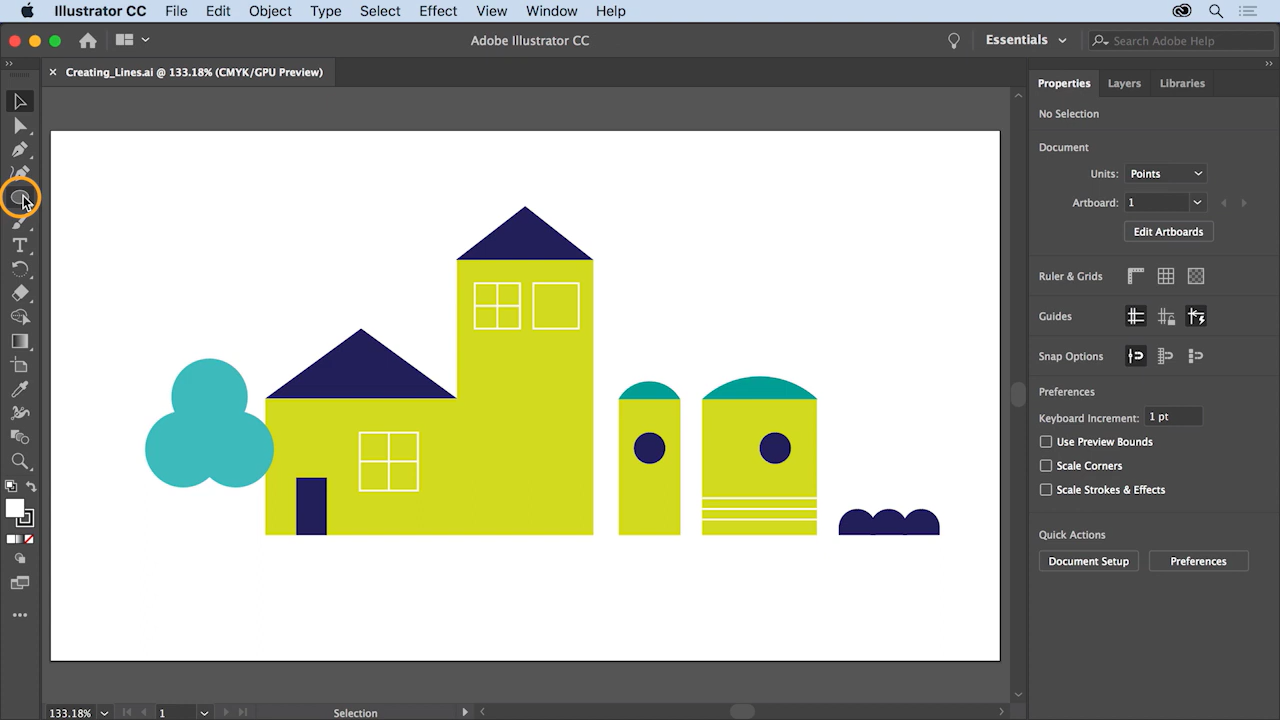 Illustrator CC File Edit Object Type Select Effect View Window Help
Adobe Illustrator CC
Essentials
Search Adobe Help
Creating_Lines.ai @ 133.18% (CMYK/GPU Preview)
Properties Layers Libraries
No Selection
Document
Units: Points
Artboard: 1
Edit Artboards
Ruler & Grids
Guides
Snap Options
Preferences
Keyboard Increment: 1 pt
Use Preview Bounds
Scale Corners
Scale Strokes & Effects
Quick Actions
Document Setup Preferences
133.18% 1 Selection